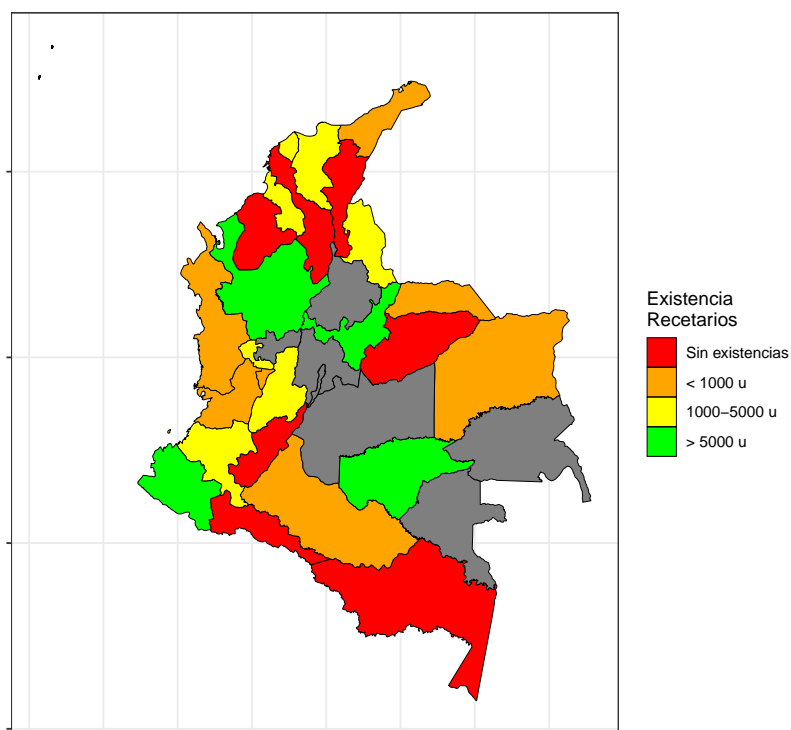 Existencia
Recetarios
Sin existencias
< 1000 u
1000−5000 u
> 5000 u